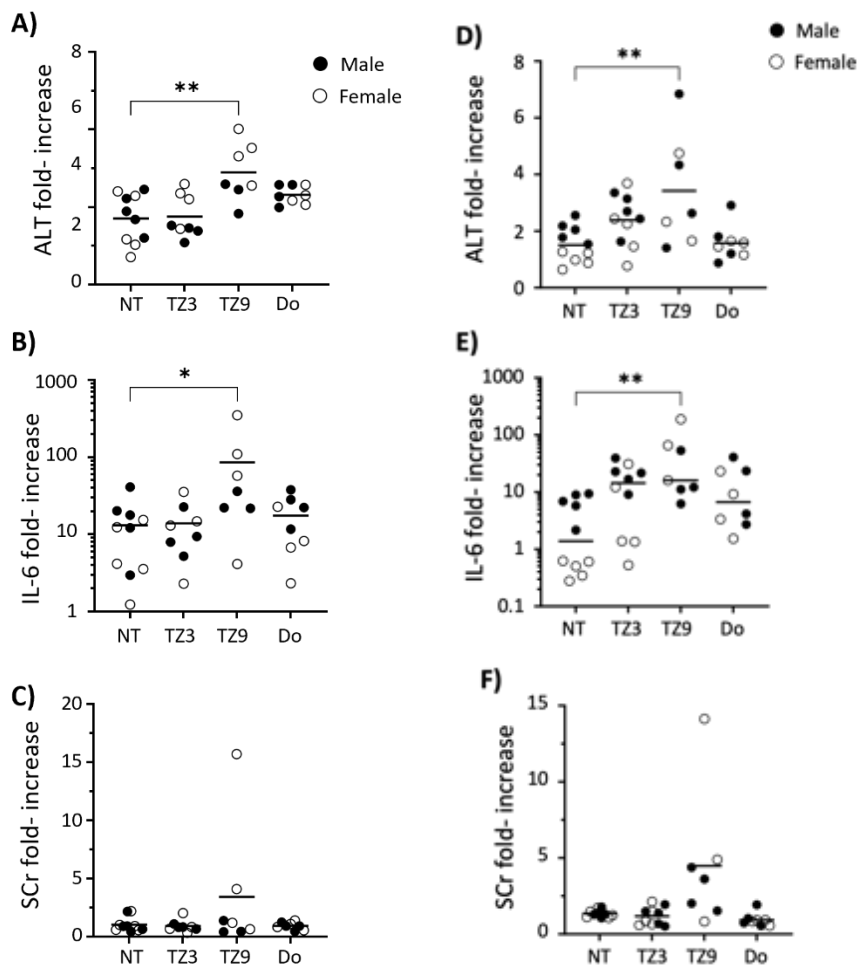 A)
Male
Female
**
ALT fold- increase
8
6
4
2
0
NT TZ3 TZ9 Do
D)
Male
Female
**
ALT fold- increase
8
6
4
2
0
NT TZ3 TZ9 Do
B)
*
IL-6 fold- increase
1000
100
10
1
NT TZ3 TZ9 Do
E)
**
IL-6 fold- increase
1000
100
10
1
0.1
NT TZ3 TZ9 Do
C)
SCr fold- increase
20
15
10
5
0
NT TZ3 TZ9 Do
F)
SCr fold- increase
15
10
5
0
NT TZ3 TZ9 Do